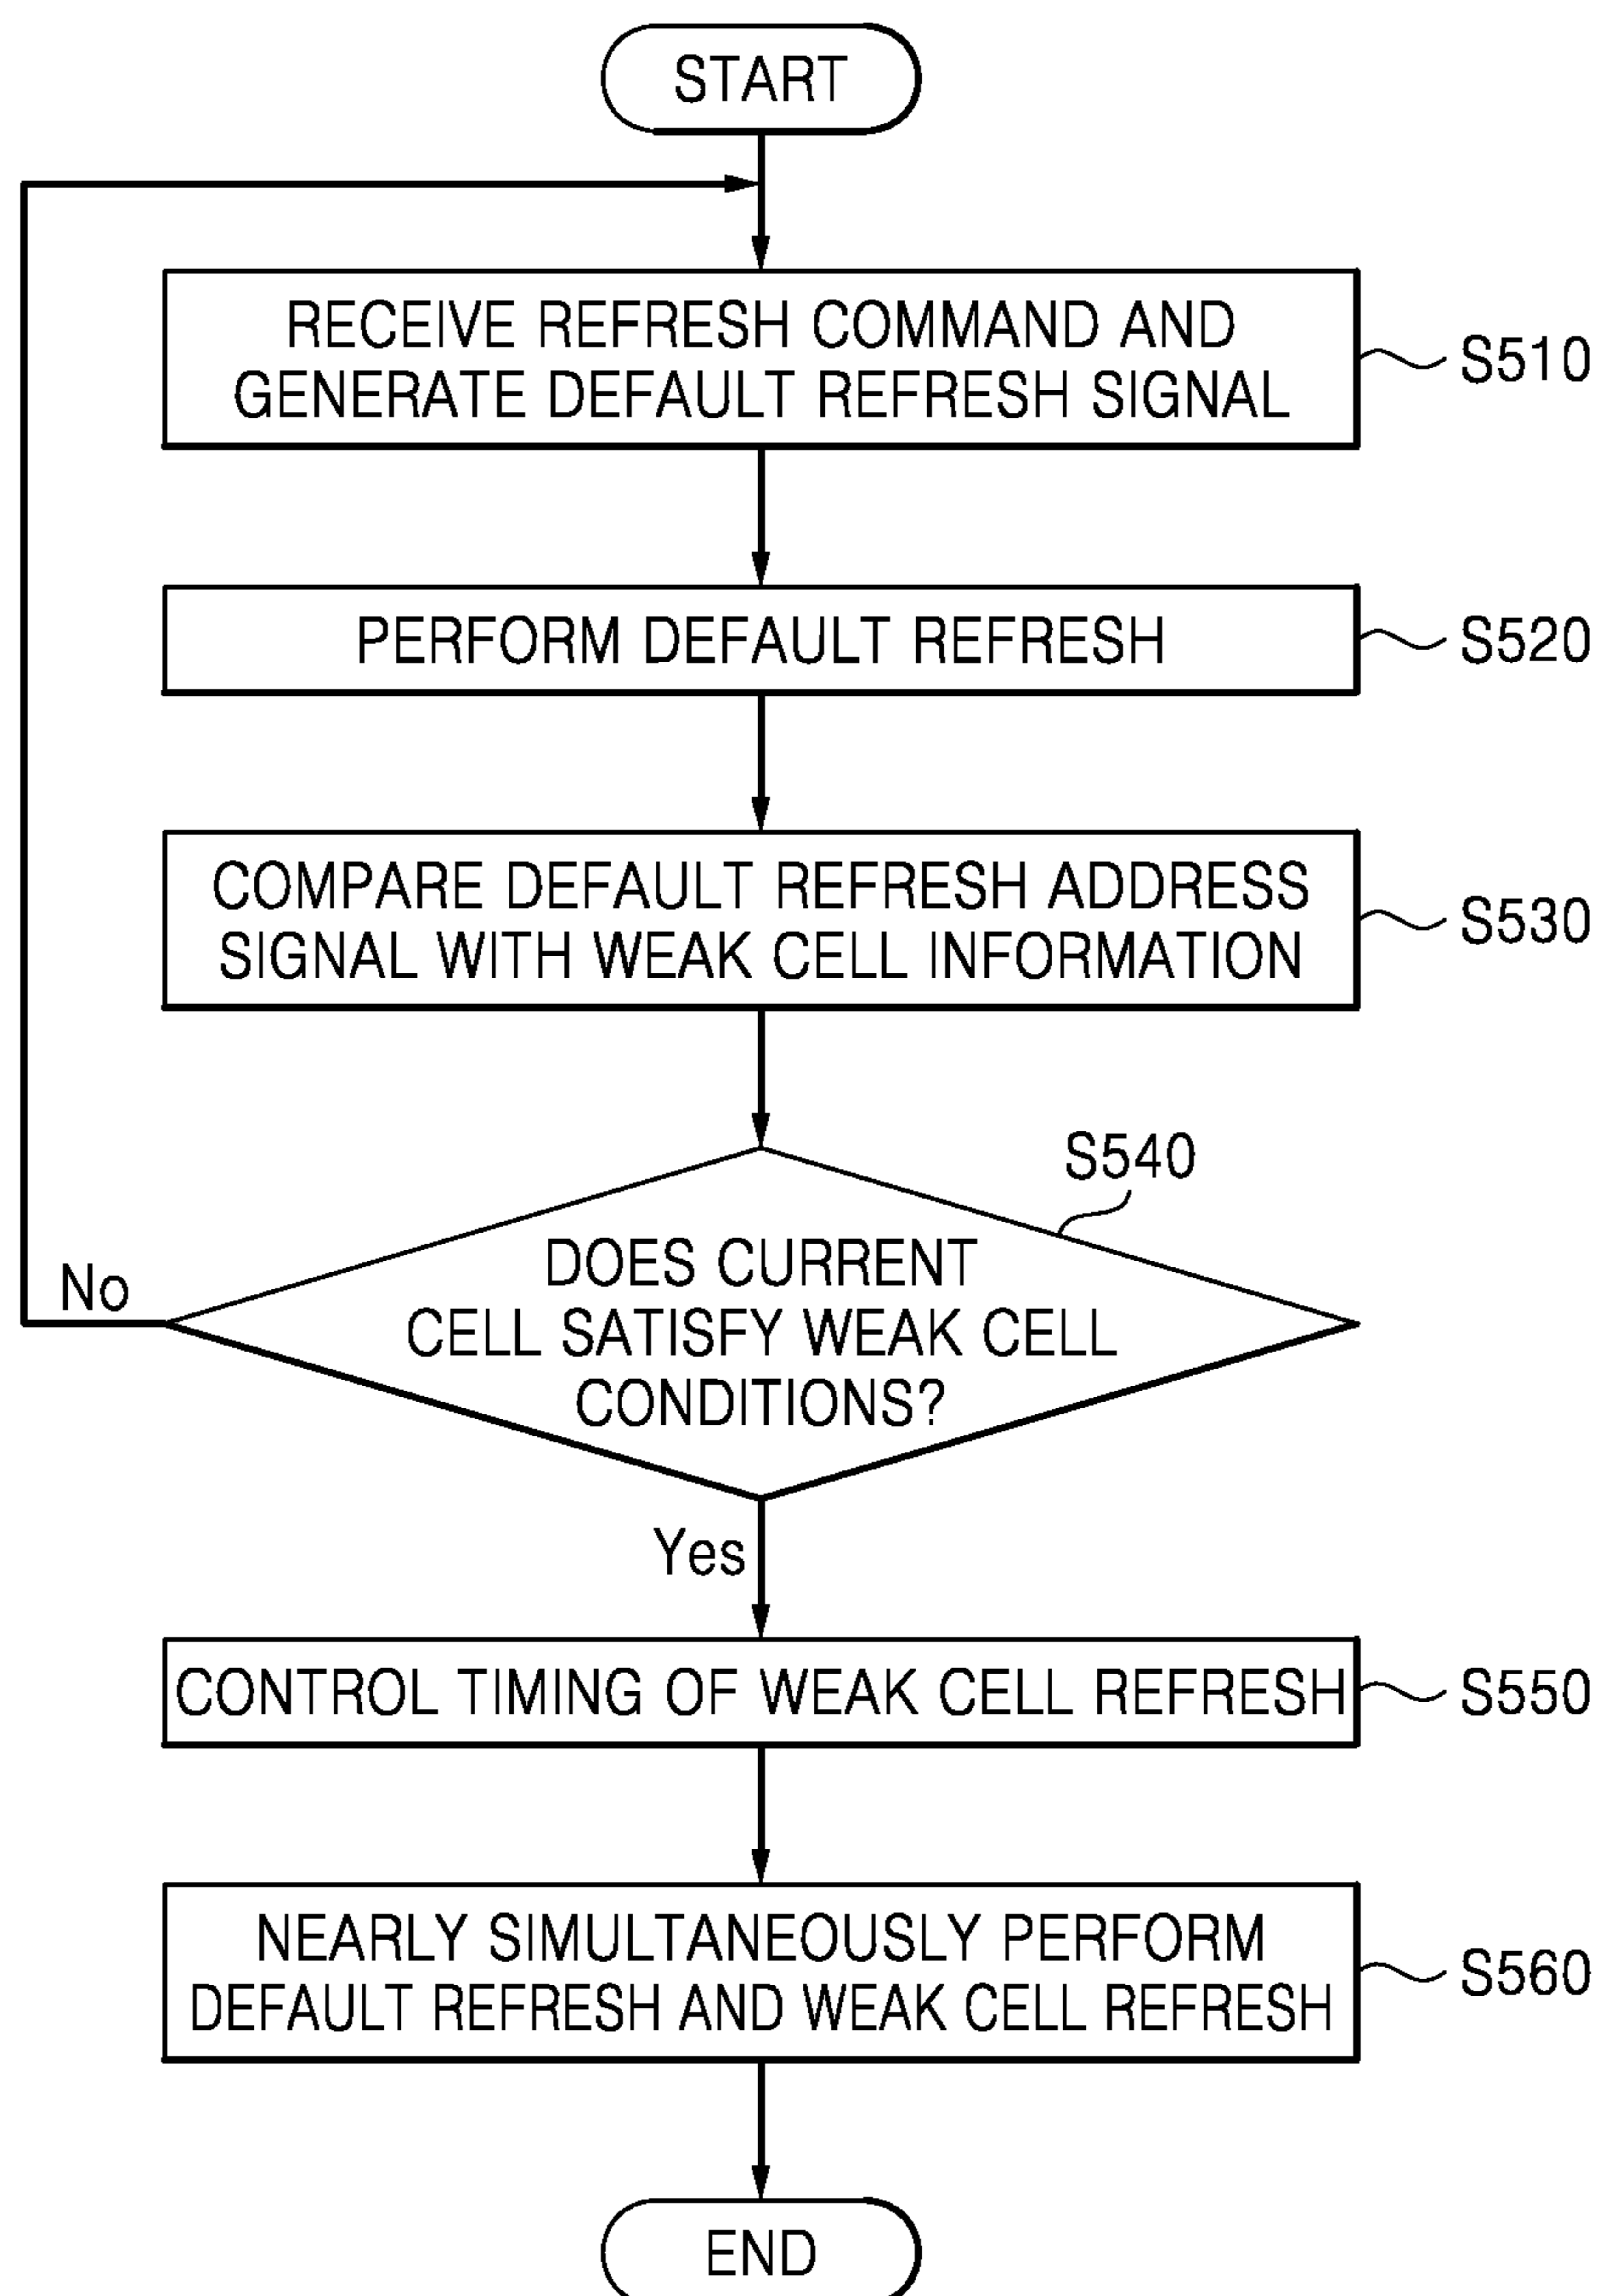 START
RECEIVE REFRESH COMMAND AND
GENERATE DEFAULT REFRESH SIGNAL
S510
PERFORM DEFAULT REFRESH
S520
COMPARE DEFAULT REFRESH ADDRESS
SIGNAL WITH WEAK CELL INFORMATION
S530
S540
DOES CURRENT
CELL SATISFY WEAK CELL
CONDITIONS?
No
Yes
CONTROL TIMING OF WEAK CELL REFRESH
S550
NEARLY SIMULTANEOUSLY PERFORM
DEFAULT REFRESH AND WEAK CELL REFRESH
S560
END